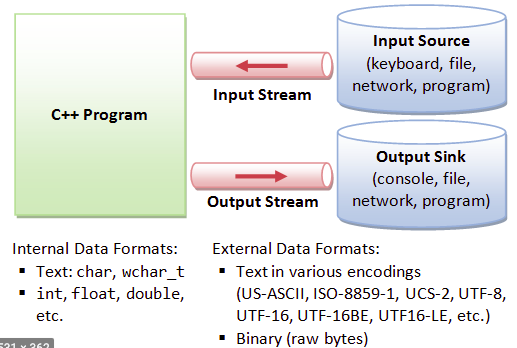 C++ Program
Input Stream
Input Source
(keyboard, file,
network, program)
Output Stream
Output Sink
(console, file,
network, program)
Internal Data Formats:
▪ Text: char, wchar_t
▪ int, float, double,
etc.
External Data Formats:
▪ Text in various encodings
(US-ASCII, ISO-8859-1, UCS-2, UTF-8,
UTF-16, UTF-16BE, UTF16-LE, etc.)
▪ Binary (raw bytes)
531 x 362